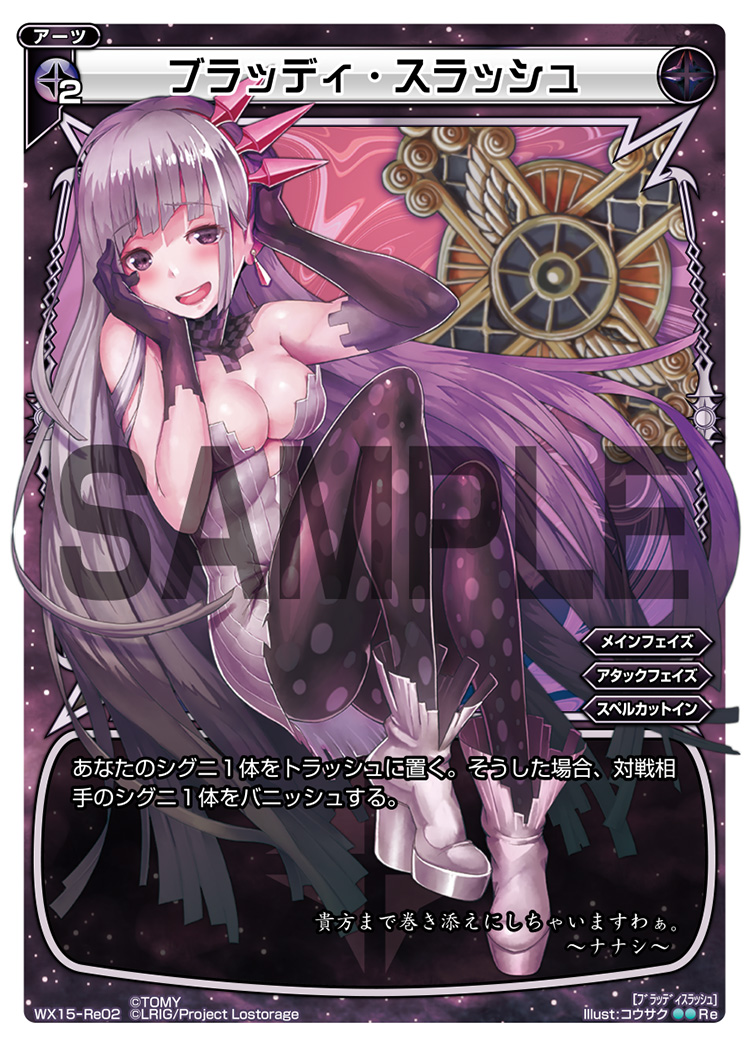 アーツ
2
ブラッディ・スラッシュ
SAMPLE
メインフェイズ
アタックフェイズ
スペルカットイン
あなたのシグニ1体をトラッシュに置く。そうした場合、対戦相
手のシグニ1体をバニッシュする。
貴方まで巻き添えにしちゃいますわぁ。
～ナナシ～
WX15-Re02 ©TOMY
©LRIG/Project Lostorage
[ブラッディスラッシュ]
illust:コウサク Re